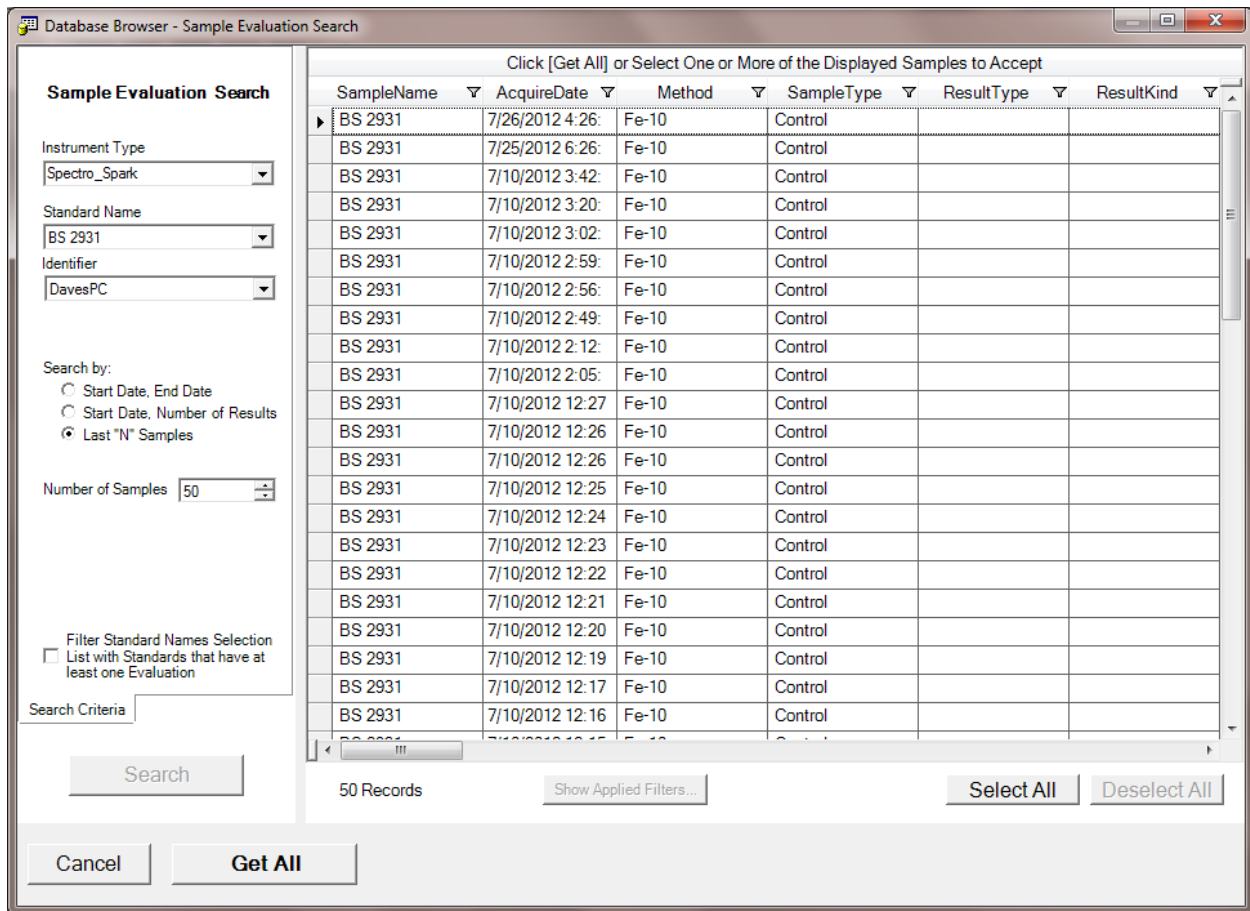 Database Browser - Sample Evaluation Search
Sample Evaluation Search
Instrument Type
Spectro_Spark
Standard Name
BS 2931
Identifier
DavesPC
Search by:
Start Date, End Date
Start Date, Number of Results
Last "N" Samples
Number of Samples 50
Filter Standard Names Selection
List with Standards that have at
least one Evaluation
Search Criteria
Search
Click [Get All] or Select One or More of the Displayed Samples to Accept
SampleName AcquireDate Method SampleType ResultType ResultKind
BS 2931 7/26/2012 4:26: Fe-10 Control
BS 2931 7/25/2012 6:26: Fe-10 Control
BS 2931 7/10/2012 3:42: Fe-10 Control
BS 2931 7/10/2012 3:20: Fe-10 Control
BS 2931 7/10/2012 3:02: Fe-10 Control
BS 2931 7/10/2012 2:59: Fe-10 Control
BS 2931 7/10/2012 2:56: Fe-10 Control
BS 2931 7/10/2012 2:49: Fe-10 Control
BS 2931 7/10/2012 2:12: Fe-10 Control
BS 2931 7/10/2012 2:05: Fe-10 Control
BS 2931 7/10/2012 12:27 Fe-10 Control
BS 2931 7/10/2012 12:26 Fe-10 Control
BS 2931 7/10/2012 12:26 Fe-10 Control
BS 2931 7/10/2012 12:25 Fe-10 Control
BS 2931 7/10/2012 12:24 Fe-10 Control
BS 2931 7/10/2012 12:23 Fe-10 Control
BS 2931 7/10/2012 12:22 Fe-10 Control
BS 2931 7/10/2012 12:21 Fe-10 Control
BS 2931 7/10/2012 12:20 Fe-10 Control
BS 2931 7/10/2012 12:19 Fe-10 Control
BS 2931 7/10/2012 12:17 Fe-10 Control
BS 2931 7/10/2012 12:16 Fe-10 Control
50 Records
Show Applied Filters...
Select All
Deselect All
Cancel
Get All